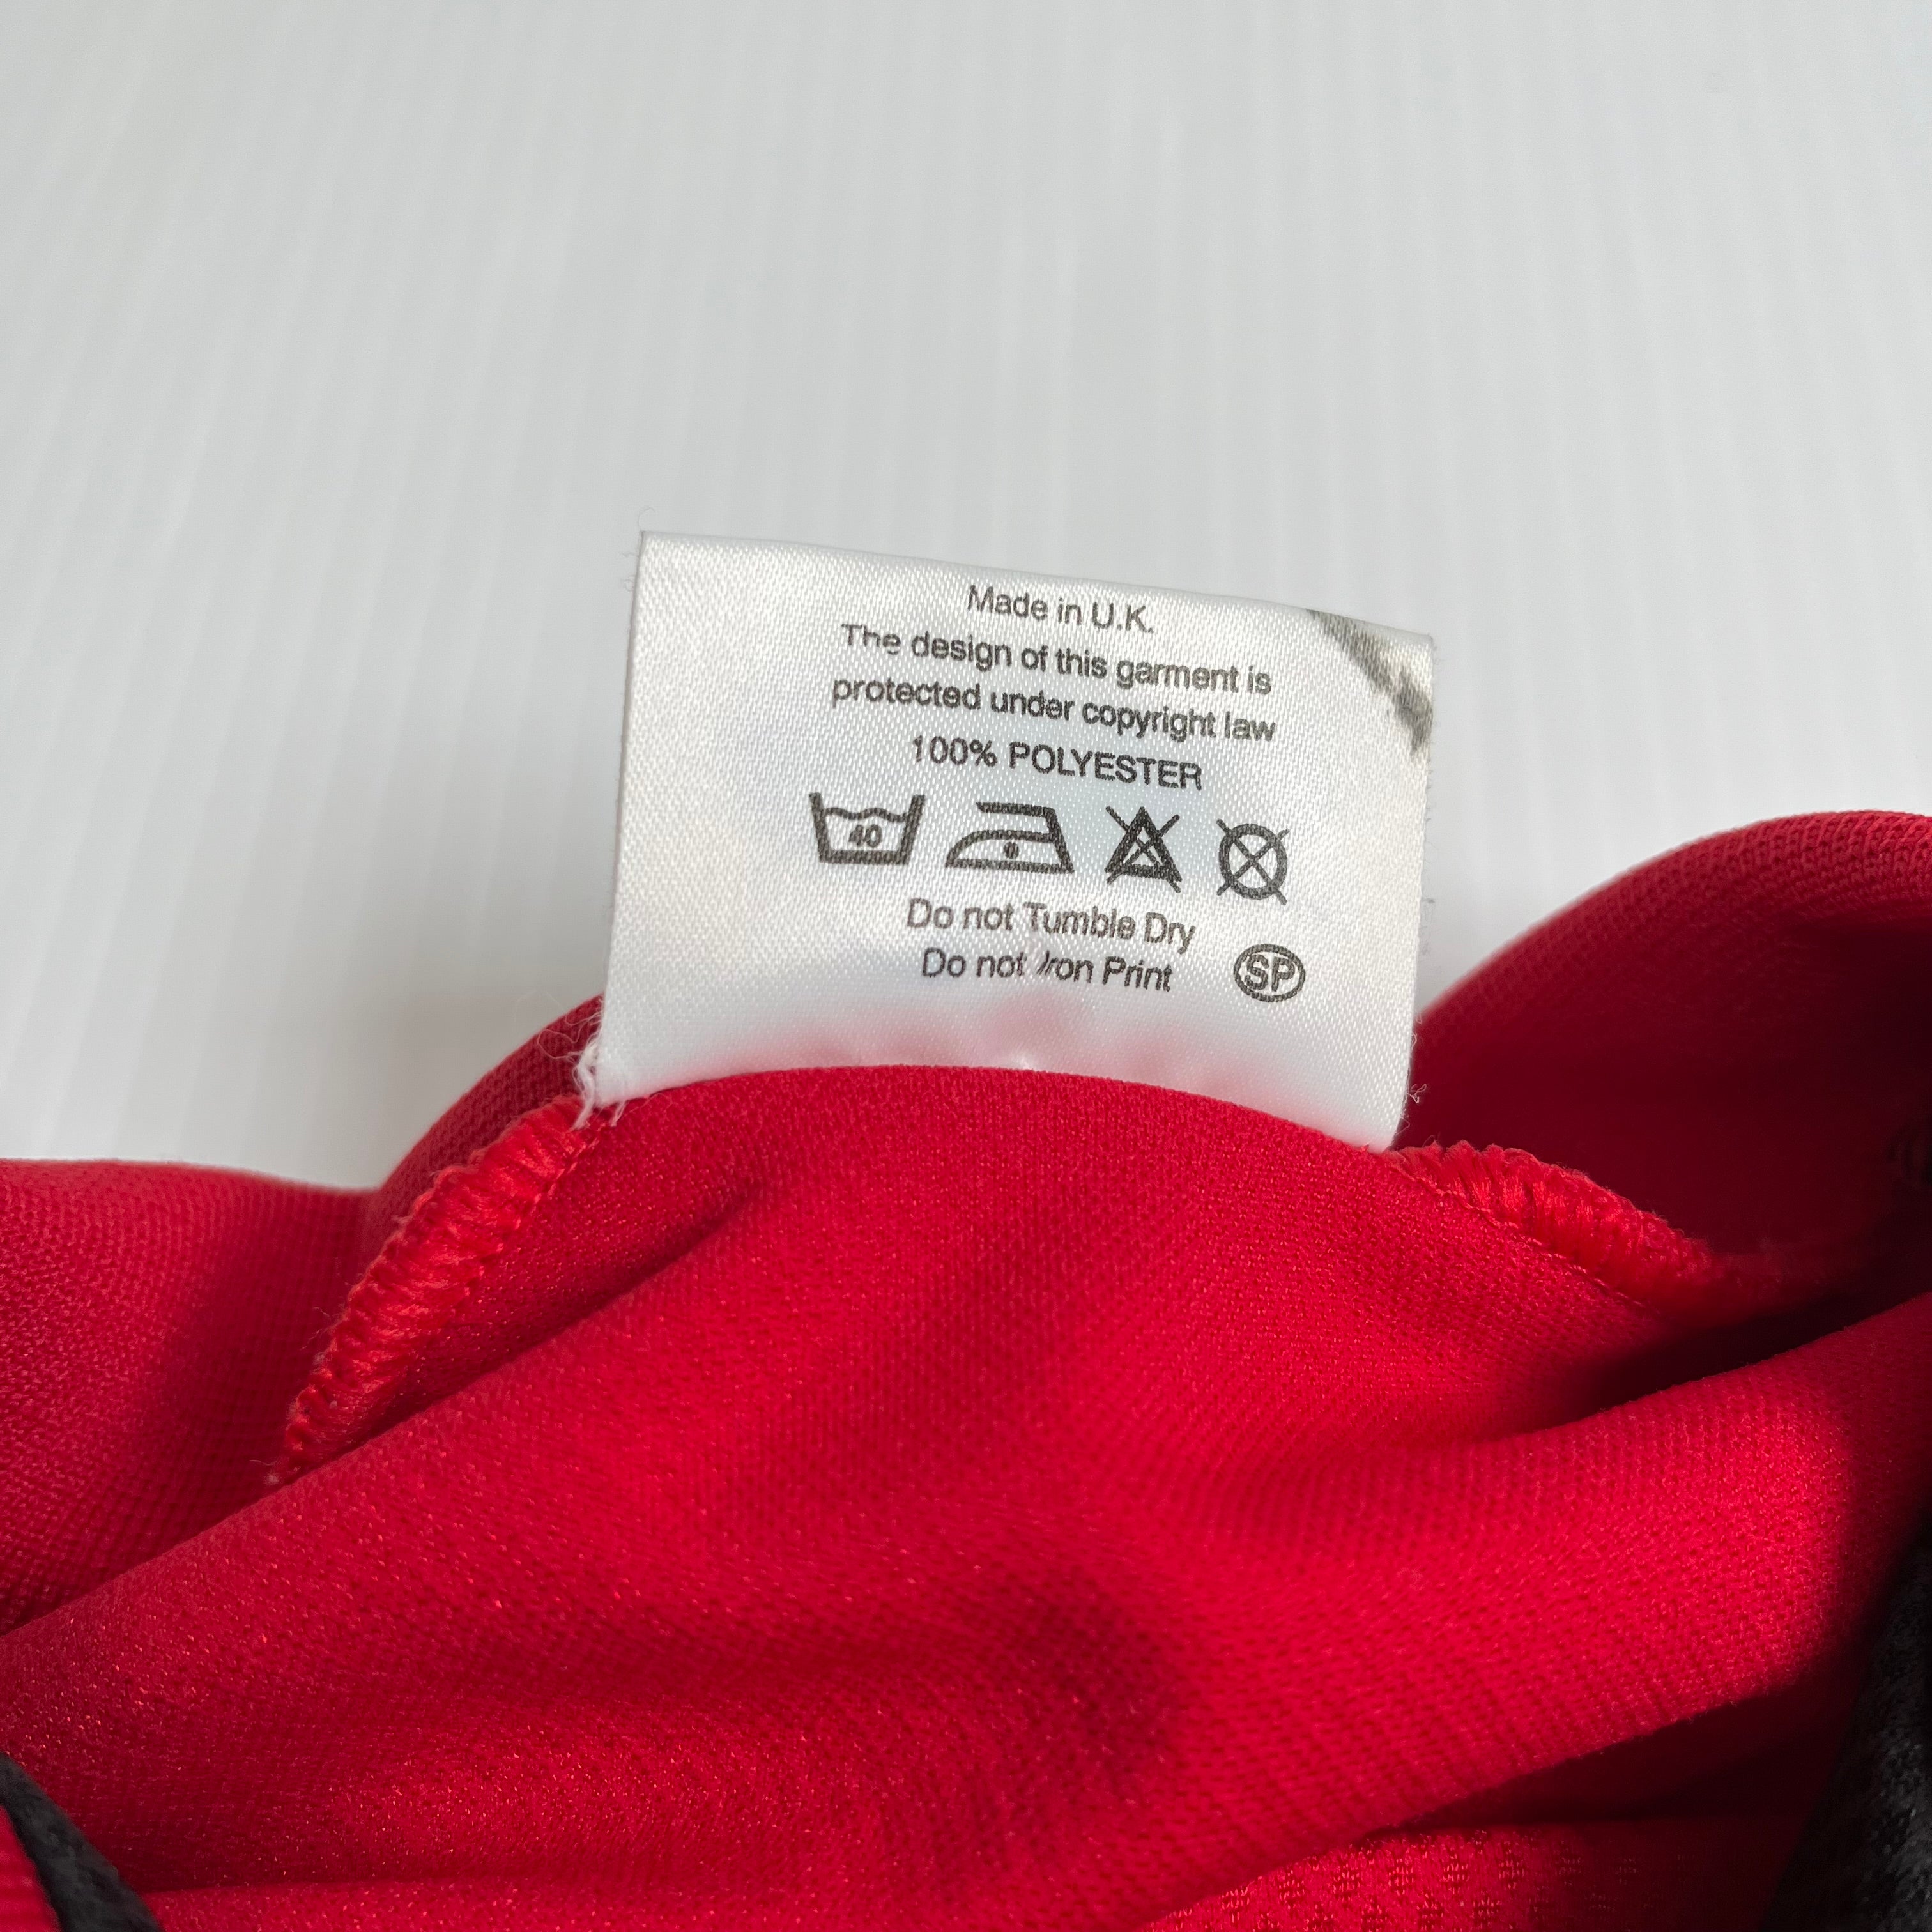 Made in U.K.
The design of this garment is
protected under copyright law
100% POLYESTER
40
Do not Tumble Dry
Do not Iron Print
SP